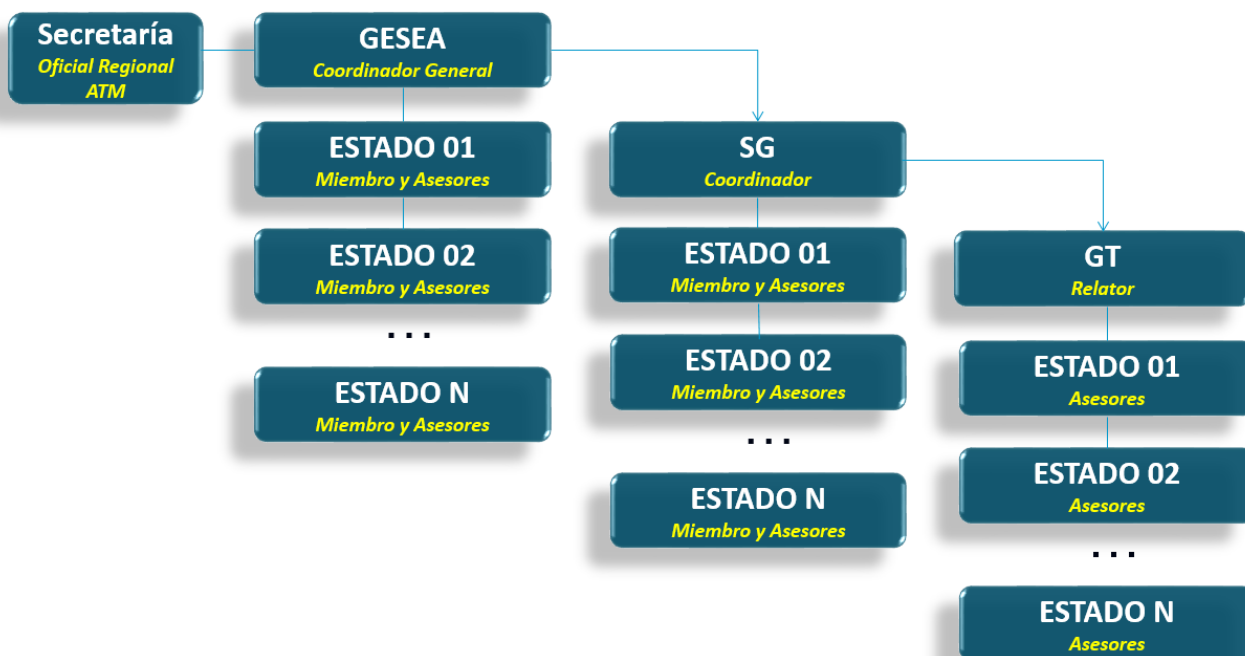 Secretaría
Oficial Regional
ATM
GESEA
Coordinador General
ESTADO 01
Miembro y Asesores
ESTADO 02
Miembro y Asesores
...
ESTADO N
Miembro y Asesores
SG
Coordinador
ESTADO 01
Miembro y Asesores
ESTADO 02
Miembro y Asesores
...
ESTADO N
Miembro y Asesores
GT
Relator
ESTADO 01
Asesores
ESTADO 02
Asesores
...
ESTADO N
Asesores